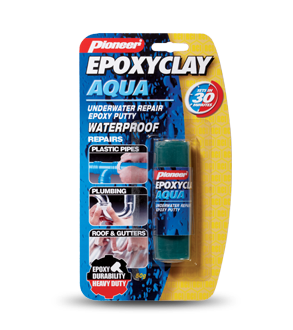 Pioneer
EPOXYCLAY
AQUA
SETS IN
30
MINUTES
UNDERWATER REPAIR
EPOXY PUTTY
WATERPROOF
REPAIRS
PLASTIC PIPES
PLUMBING
ROOF & GUTTERS
EPOXY
DURABILITY
HEAVY DUTY
Pioneer
EPOXYCLAY
AQUA
UNDERWATER REPAIR
EPOXY PUTTY